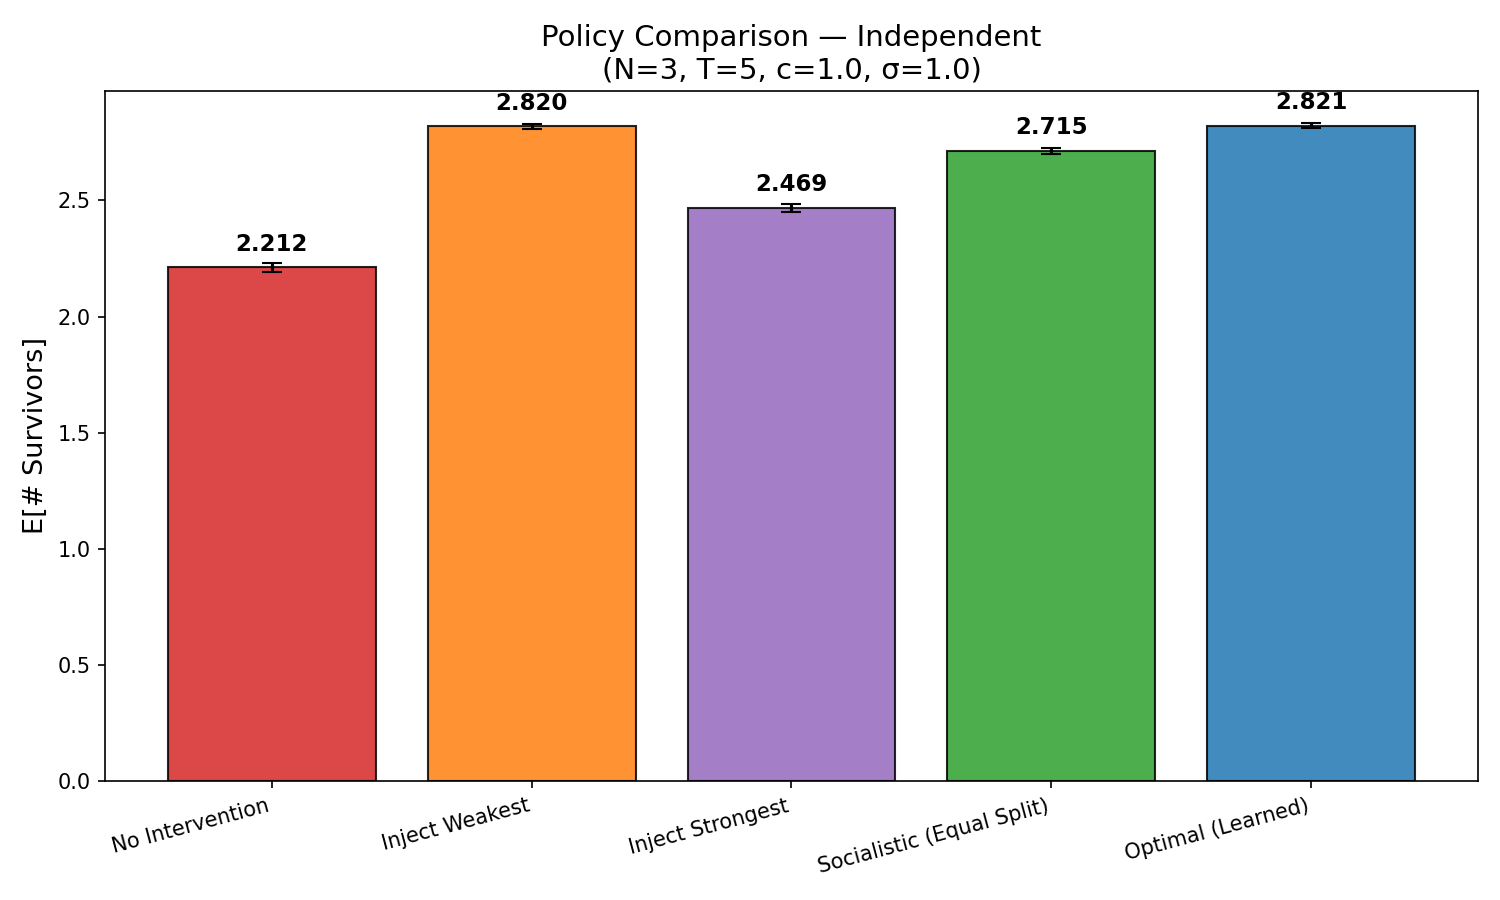 Policy Comparison — Independent
(N=3, T=5, c=1.0, σ=1.0)
E[# Survivors]
2.5
2.0
1.5
1.0
0.5
0.0
2.212
2.820
2.469
2.715
2.821
No Intervention
Inject Weakest
Inject Strongest
Socialistic (Equal Split)
Optimal (Learned)